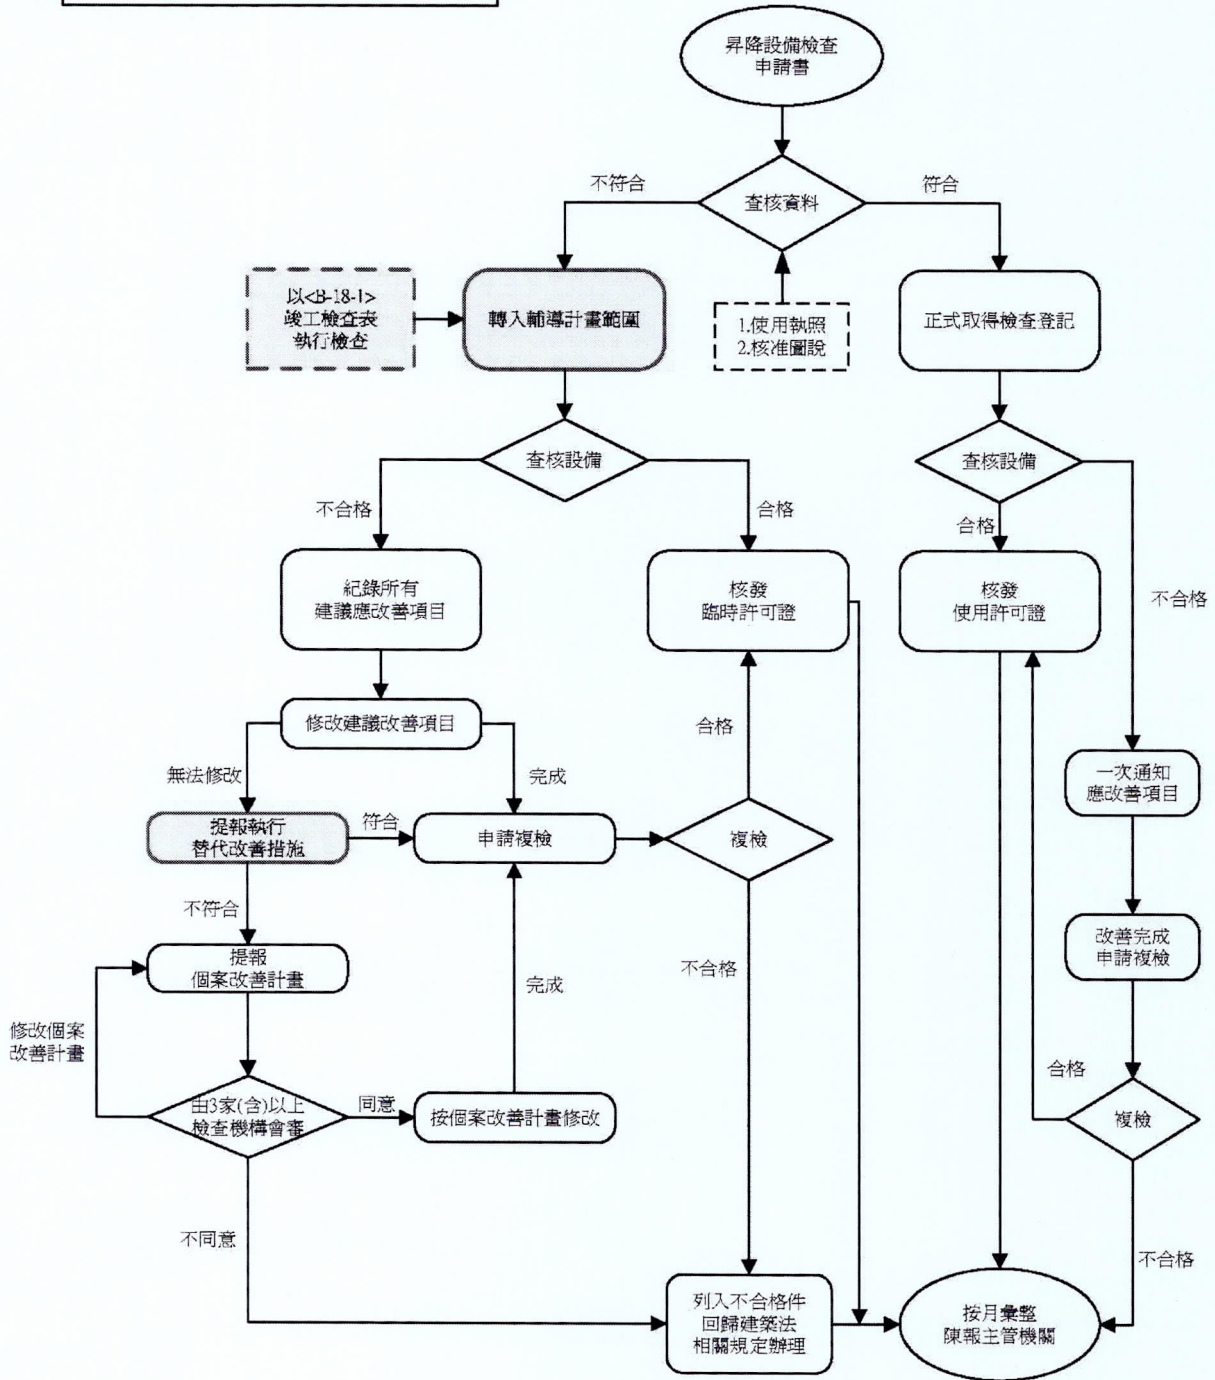 昇降設備檢查
申請書
不符合
符合
查核資料
以<B-18-1>
竣工檢查表
執行檢查
轉入輔導計畫範圍
1.使用執照
2.核准圖說
正式取得檢查登記
查核設備
查核設備
不合格
合格
合格
不合格
紀錄所有
建議應改善項目
核發
臨時許可證
核發
使用許可證
修改建議改善項目
合格
無法修改
完成
一次通知
應改善項目
提報執行
替代改善措施
符合
申請複檢
複檢
不符合
提報
個案改善計畫
完成
不合格
改善完成
申請複檢
修改個案
改善計畫
合格
由3家(含)以上
檢查機構會審
同意
按個案改善計畫修改
複檢
不同意
不合格
列入不合格件
回歸建築法
相關規定辦理
按月彙整
陳報主管機關